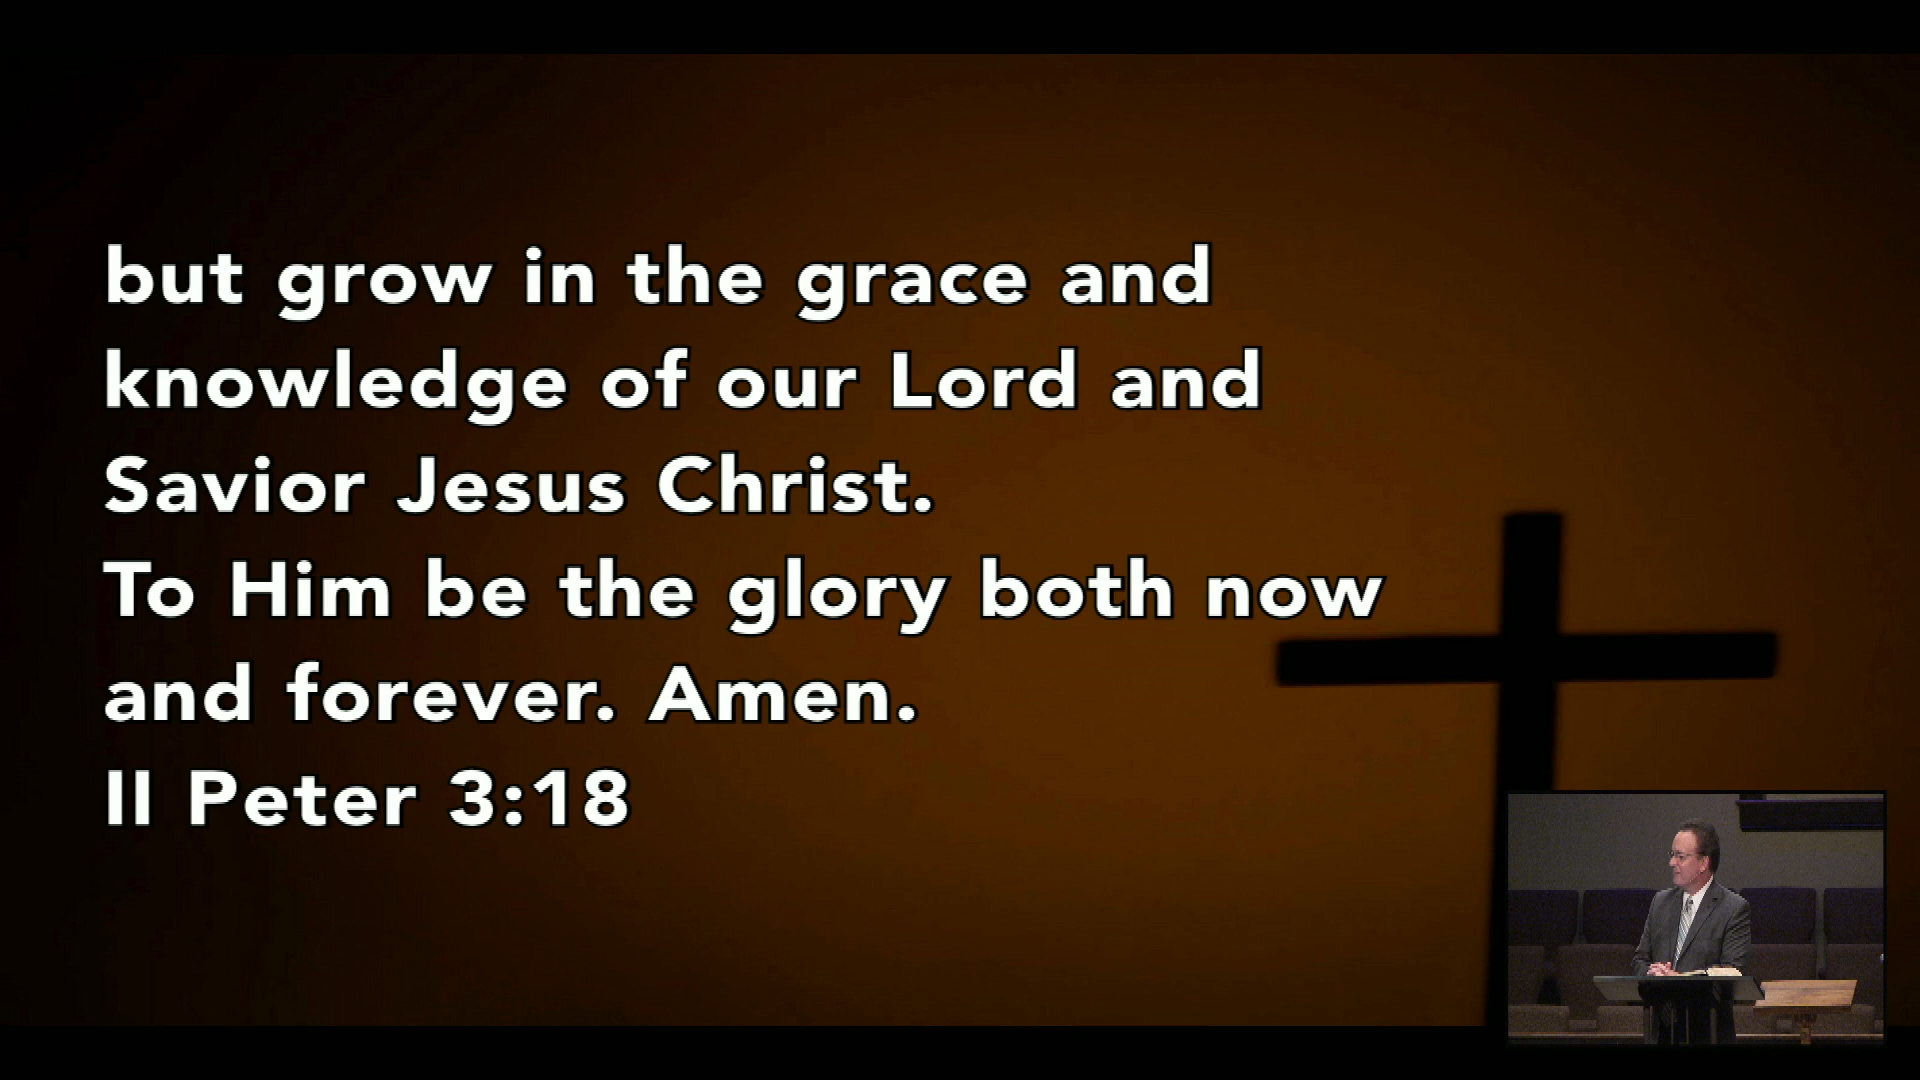 but grow in the grace and
knowledge of our Lord and
Savior Jesus Christ.
To Him be the glory both now
and forever. Amen.
II Peter 3:18